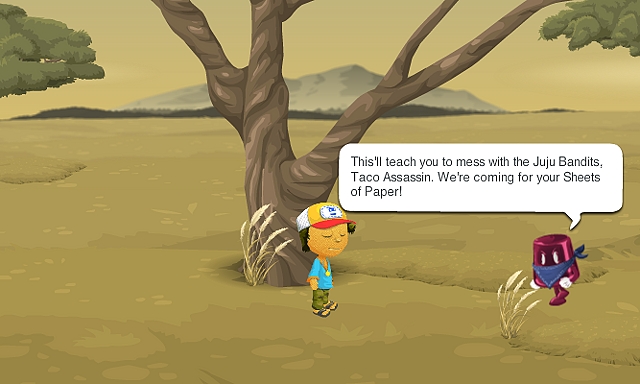 This'll teach you to mess with the Juju Bandits,
Taco Assassin. We're coming for your Sheets
of Paper!